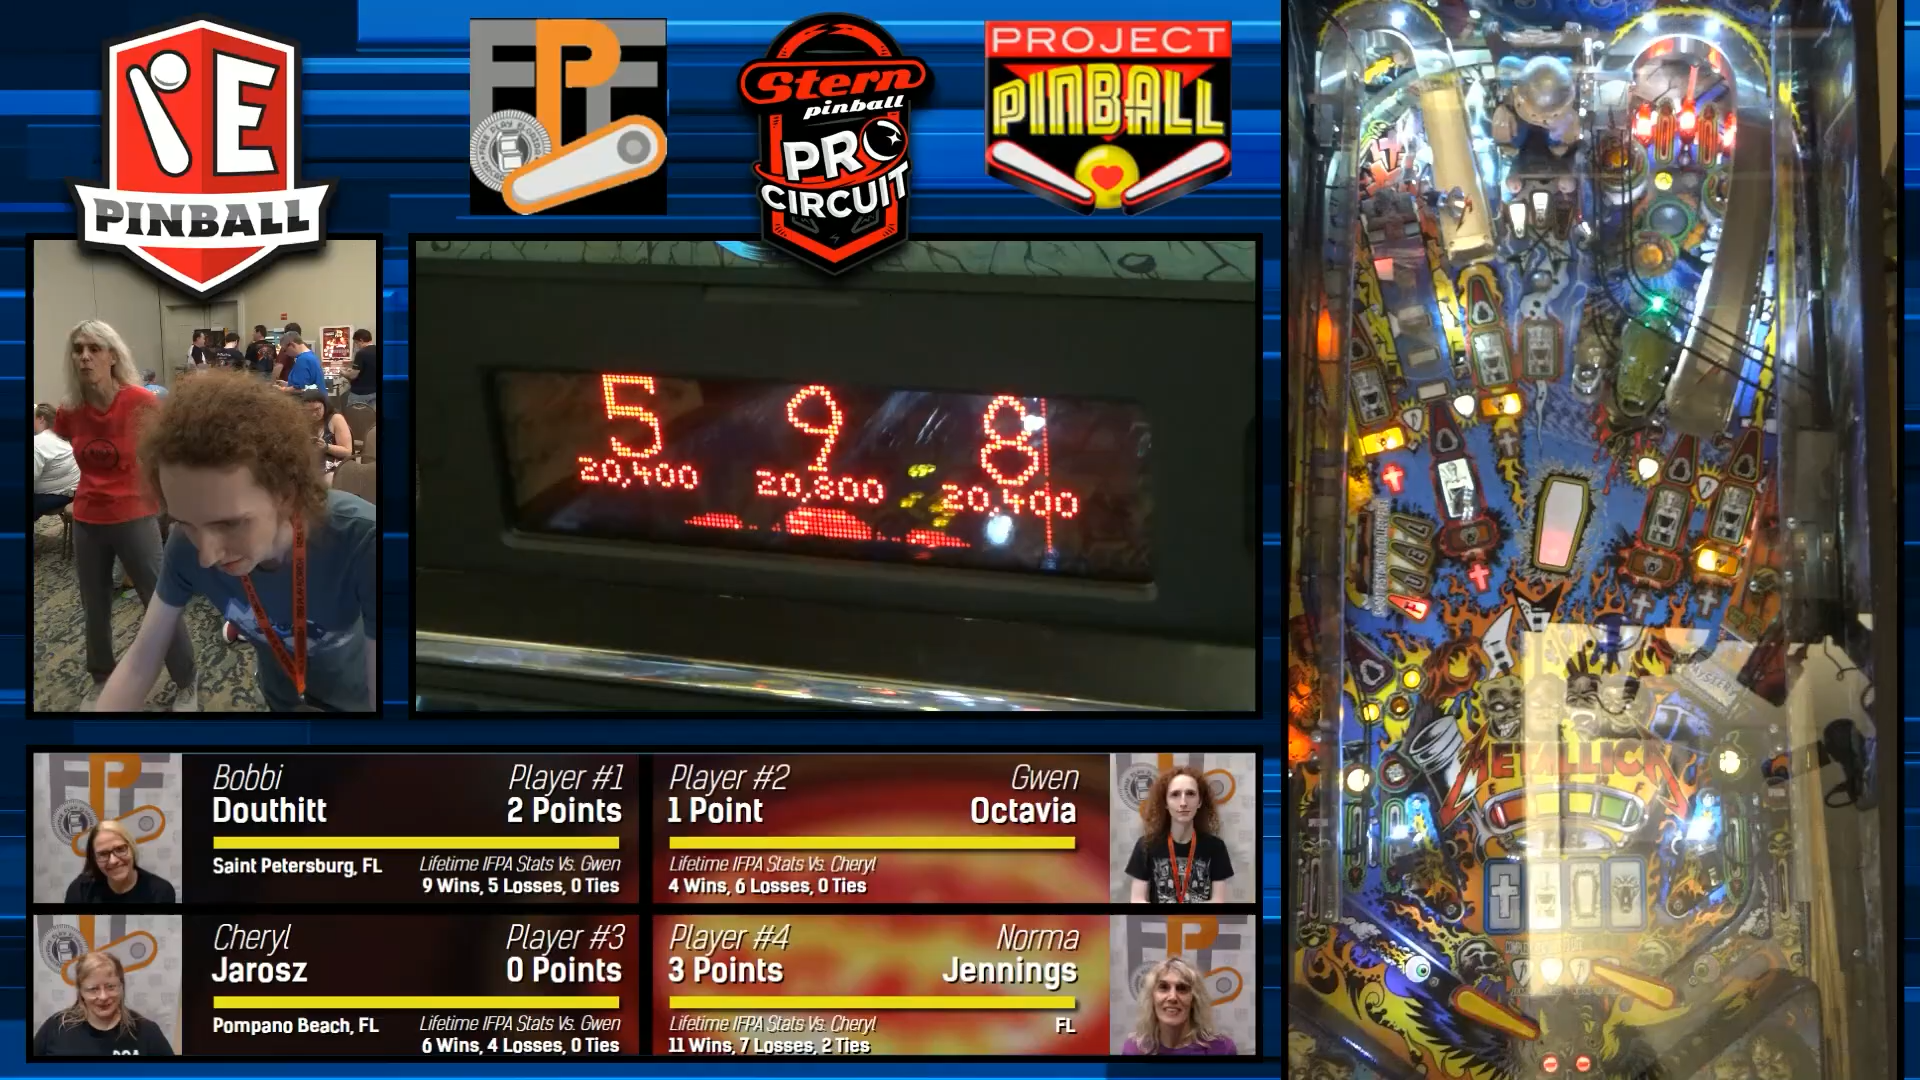 IE
PINBALL
FPF
Stern
pinball
PRO
CIRCUIT
PROJECT
PINBALL
5 9 8
20,400 20,800 20,400
Bobbi Player #1
Douthitt 2 Points
Saint Petersburg, FL Lifetime IFPA Stats Vs. Gwen
9 Wins, 5 Losses, 0 Ties
Player #2 Gwen
1 Point Octavia
Lifetime IFPA Stats Vs. Cheryl
4 Wins, 6 Losses, 0 Ties
Cheryl Player #3
Jarosz 0 Points
Pompano Beach, FL Lifetime IFPA Stats Vs. Gwen
6 Wins, 4 Losses, 0 Ties
Player #4 Norma
3 Points Jennings
Lifetime IFPA Stats Vs. Cheryl FL
11 Wins, 7 Losses, 2 Ties
MYSTERY
METALLICA